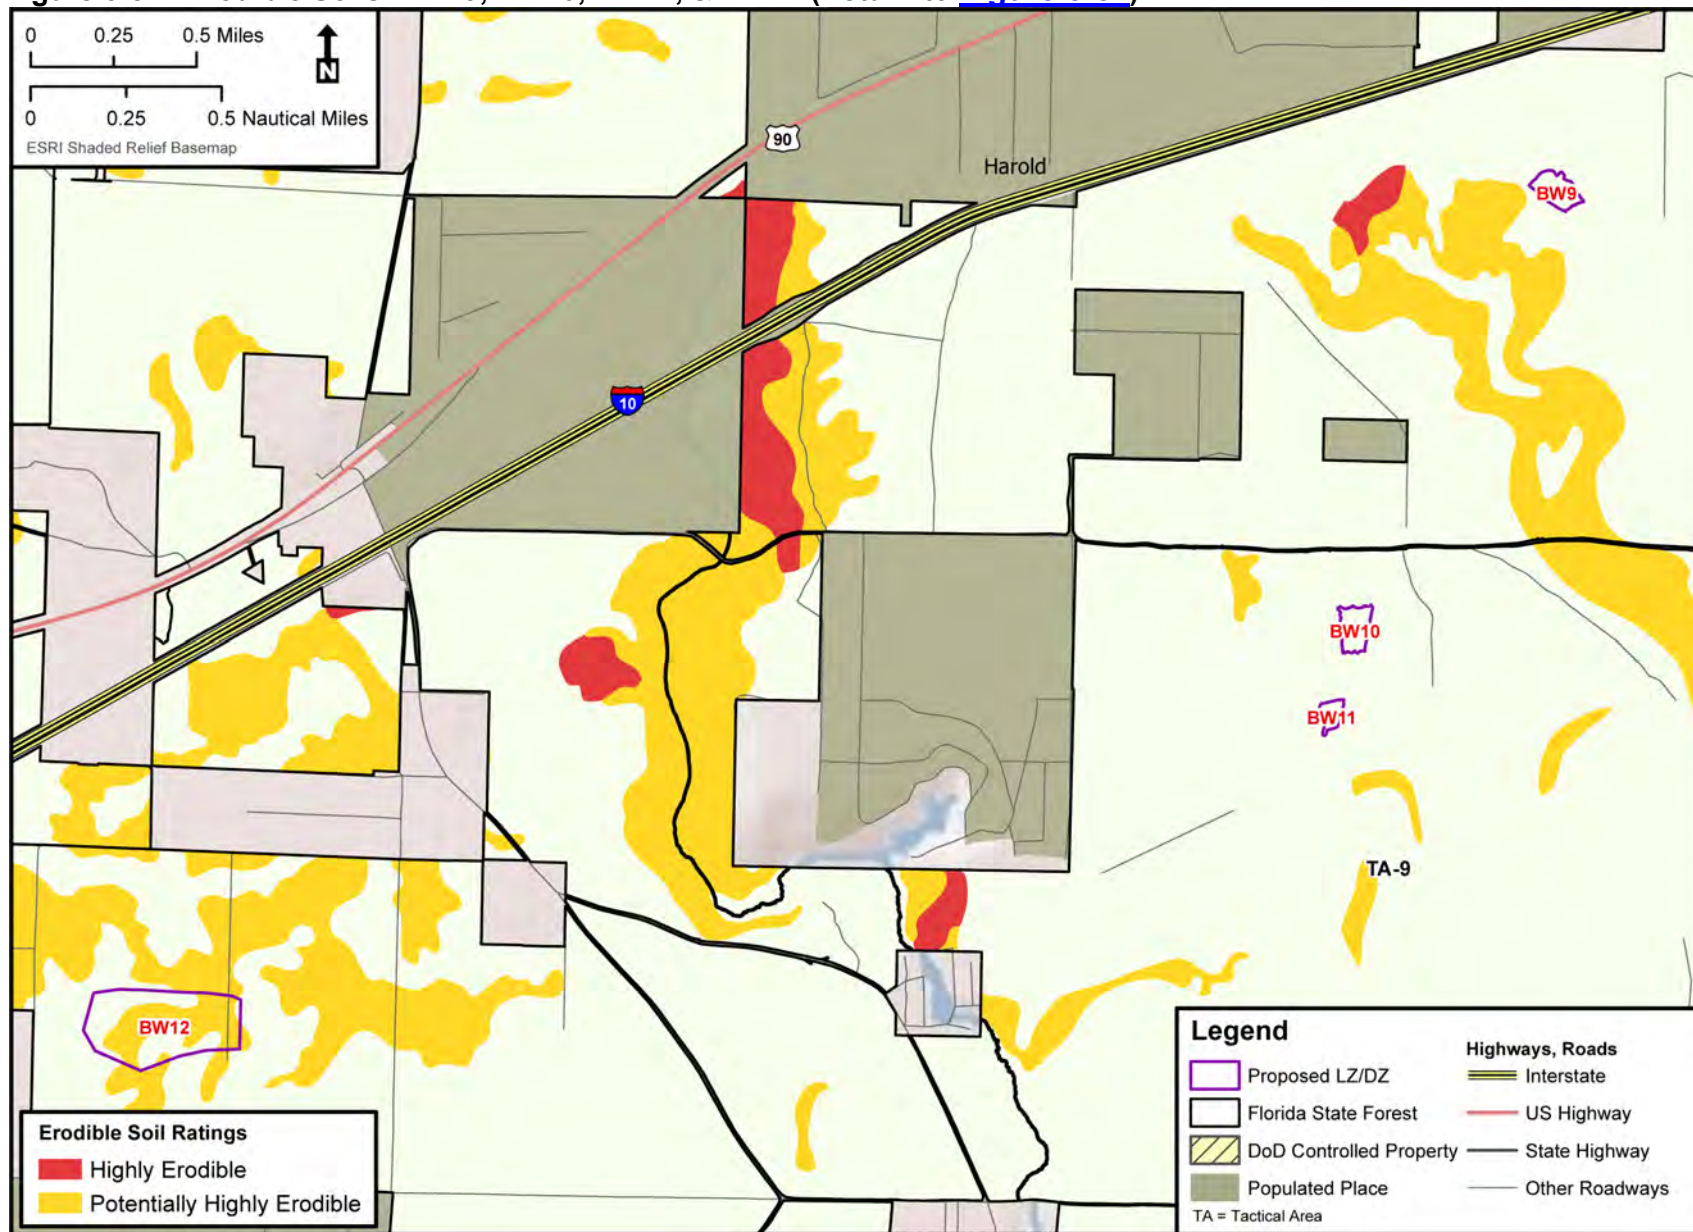 0 0.25 0.5 Miles
N
0 0.25 0.5 Nautical Miles
ESRI Shaded Relief Basemap
90
Harold
BW9
10
BW10
BW11
TA-9
BW12
Erodible Soil Ratings
Highly Erodible
Potentially Highly Erodible
Legend
Proposed LZ/DZ
Florida State Forest
DoD Controlled Property
Populated Place
TA = Tactical Area
Highways, Roads
Interstate
US Highway
State Highway
Other Roadways